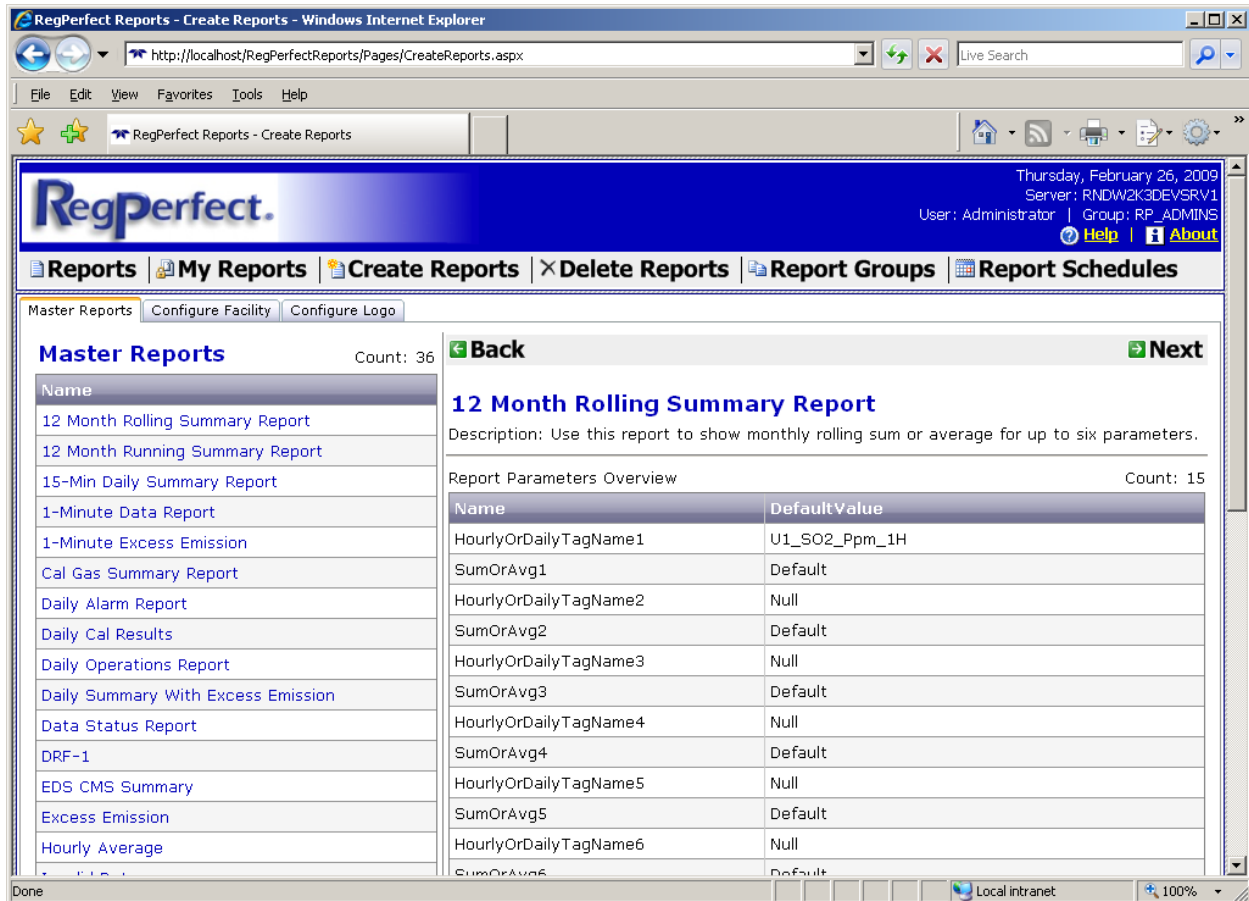 RegPerfect Reports - Create Reports - Windows Internet Explorer
http://localhost/RegPerfectReports/Pages/CreateReports.aspx
Live Search
File Edit View Favorites Tools Help
RegPerfect Reports - Create Reports
»
RegPerfect.
Thursday, February 26, 2009
Server: RNDW2K3DEVSRV1
User: Administrator | Group: RP_ADMINS
Help | About
Reports | My Reports | Create Reports | Delete Reports | Report Groups | Report Schedules
Master Reports Configure Facility Configure Logo
Master Reports Count: 36
Name
12 Month Rolling Summary Report
12 Month Running Summary Report
15-Min Daily Summary Report
1-Minute Data Report
1-Minute Excess Emission
Cal Gas Summary Report
Daily Alarm Report
Daily Cal Results
Daily Operations Report
Daily Summary With Excess Emission
Data Status Report
DRF-1
EDS CMS Summary
Excess Emission
Hourly Average
Back Next
12 Month Rolling Summary Report
Description: Use this report to show monthly rolling sum or average for up to six parameters.
Report Parameters Overview Count: 15
Name DefaultValue
HourlyOrDailyTagName1 U1_SO2_Ppm_1H
SumOrAvg1 Default
HourlyOrDailyTagName2 Null
SumOrAvg2 Default
HourlyOrDailyTagName3 Null
SumOrAvg3 Default
HourlyOrDailyTagName4 Null
SumOrAvg4 Default
HourlyOrDailyTagName5 Null
SumOrAvg5 Default
HourlyOrDailyTagName6 Null
SumOrAvg6 Default
Done Local intranet 100%